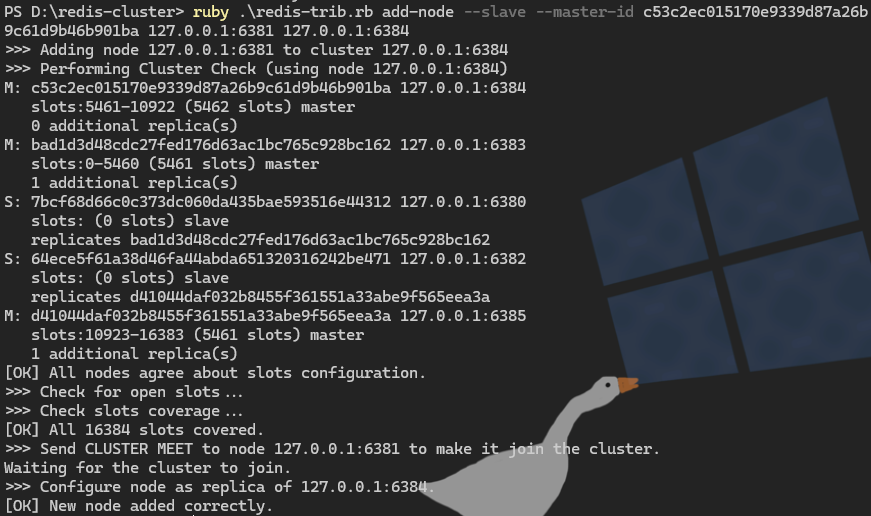 PS D:\redis-cluster> ruby .\redis-trib.rb add-node --slave --master-id c53c2ec015170e9339d87a26b
9c61d9b46b901ba 127.0.0.1:6381 127.0.0.1:6384
>>> Adding node 127.0.0.1:6381 to cluster 127.0.0.1:6384
>>> Performing Cluster Check (using node 127.0.0.1:6384)
M: c53c2ec015170e9339d87a26b9c61d9b46b901ba 127.0.0.1:6384
   slots:5461-10922 (5462 slots) master
   0 additional replica(s)
M: bad1d3d48cdc27fed176d63ac1bc765c928bc162 127.0.0.1:6383
   slots:0-5460 (5461 slots) master
   1 additional replica(s)
S: 7bcf68d66c0c373dc060da435bae593516e44312 127.0.0.1:6380
   slots: (0 slots) slave
   replicates bad1d3d48cdc27fed176d63ac1bc765c928bc162
S: 64ece5f61a38d46fa44abda651320316242be471 127.0.0.1:6382
   slots: (0 slots) slave
   replicates d41044daf032b8455f361551a33abe9f565eea3a
M: d41044daf032b8455f361551a33abe9f565eea3a 127.0.0.1:6385
   slots:10923-16383 (5461 slots) master
   1 additional replica(s)
[OK] All nodes agree about slots configuration.
>>> Check for open slots...
>>> Check slots coverage...
[OK] All 16384 slots covered.
>>> Send CLUSTER MEET to node 127.0.0.1:6381 to make it join the cluster.
Waiting for the cluster to join.
>>> Configure node as replica of 127.0.0.1:6384.
[OK] New node added correctly.